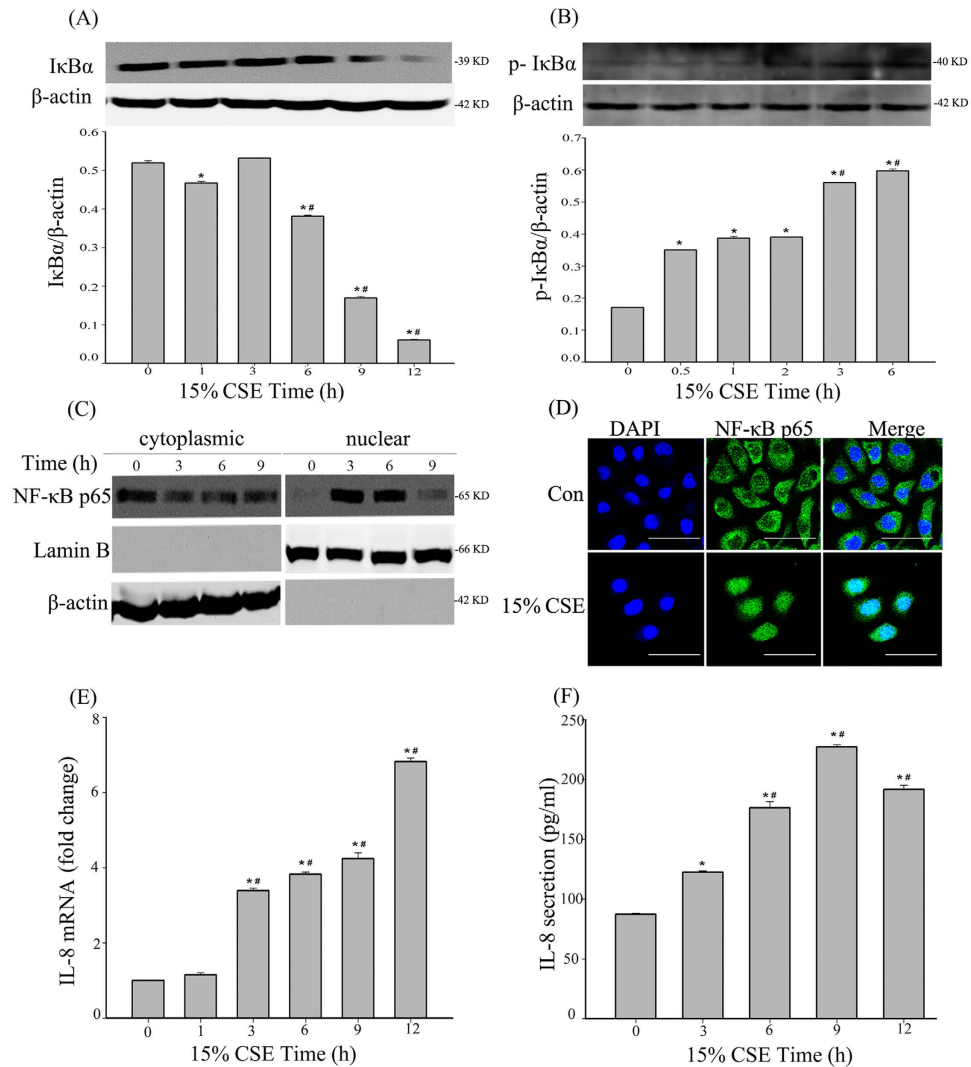 (A)
IκBα
-39 KD
β-actin
-42 KD
IκBα/β-actin
0.6
0.5
0.4
0.3
0.2
0.1
0.0
*
* #
* #
* #
0 1 3 6 9 12
15% CSE Time (h)
(B)
p- IκBα
-40 KD
β-actin
-42 KD
p-IκBα/β-actin
0.7
0.6
0.4
0.3
0.2
0.1
0.0
*
*
*
* #
* #
0 0.5 1 2 3 6
15% CSE Time (h)
(C)
cytoplasmic nuclear
Time (h) 0 3 6 9 0 3 6 9
NF-κB p65 -65 KD
Lamin B -66 KD
β-actin -42 KD
(D)
DAPI NF-κB p65 Merge
Con
15% CSE
(E)
IL-8 mRNA (fold change)
8
6
4
2
0
* #
* #
* #
* #
0 1 3 6 9 12
15% CSE Time (h)
(F)
IL-8 secretion (pg/ml)
250
200
150
100
50
0
*
* #
* #
* #
0 3 6 9 12
15% CSE Time (h)